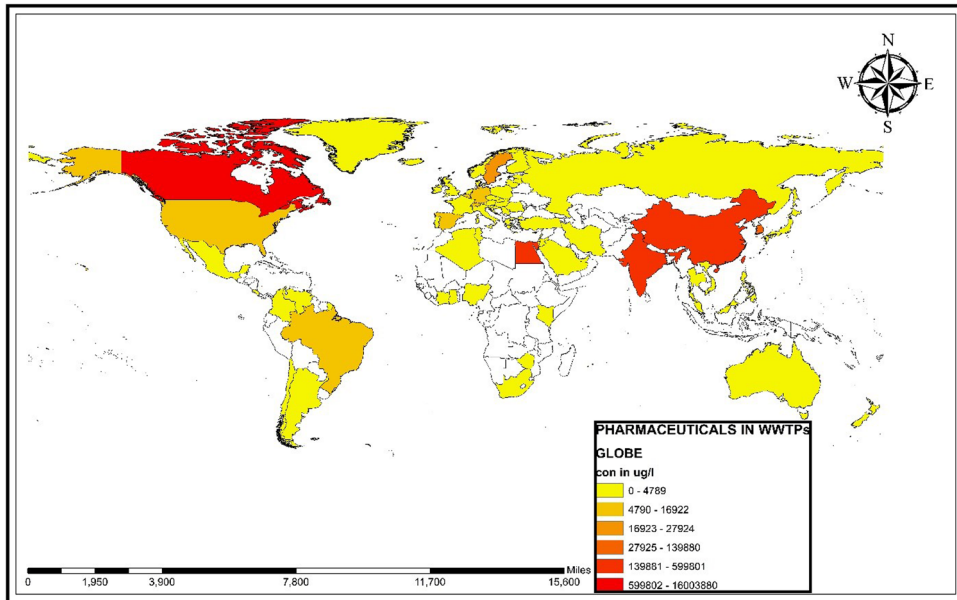 N
W E
S
PHARMACEUTICALS IN WWTPs
GLOBE
con in ug/l
0 - 4789
4790 - 16922
16923 - 27924
27925 - 139880
139881 - 599801
599802 - 16003880
Miles
0 1,950 3,900 7,800 11,700 15,600